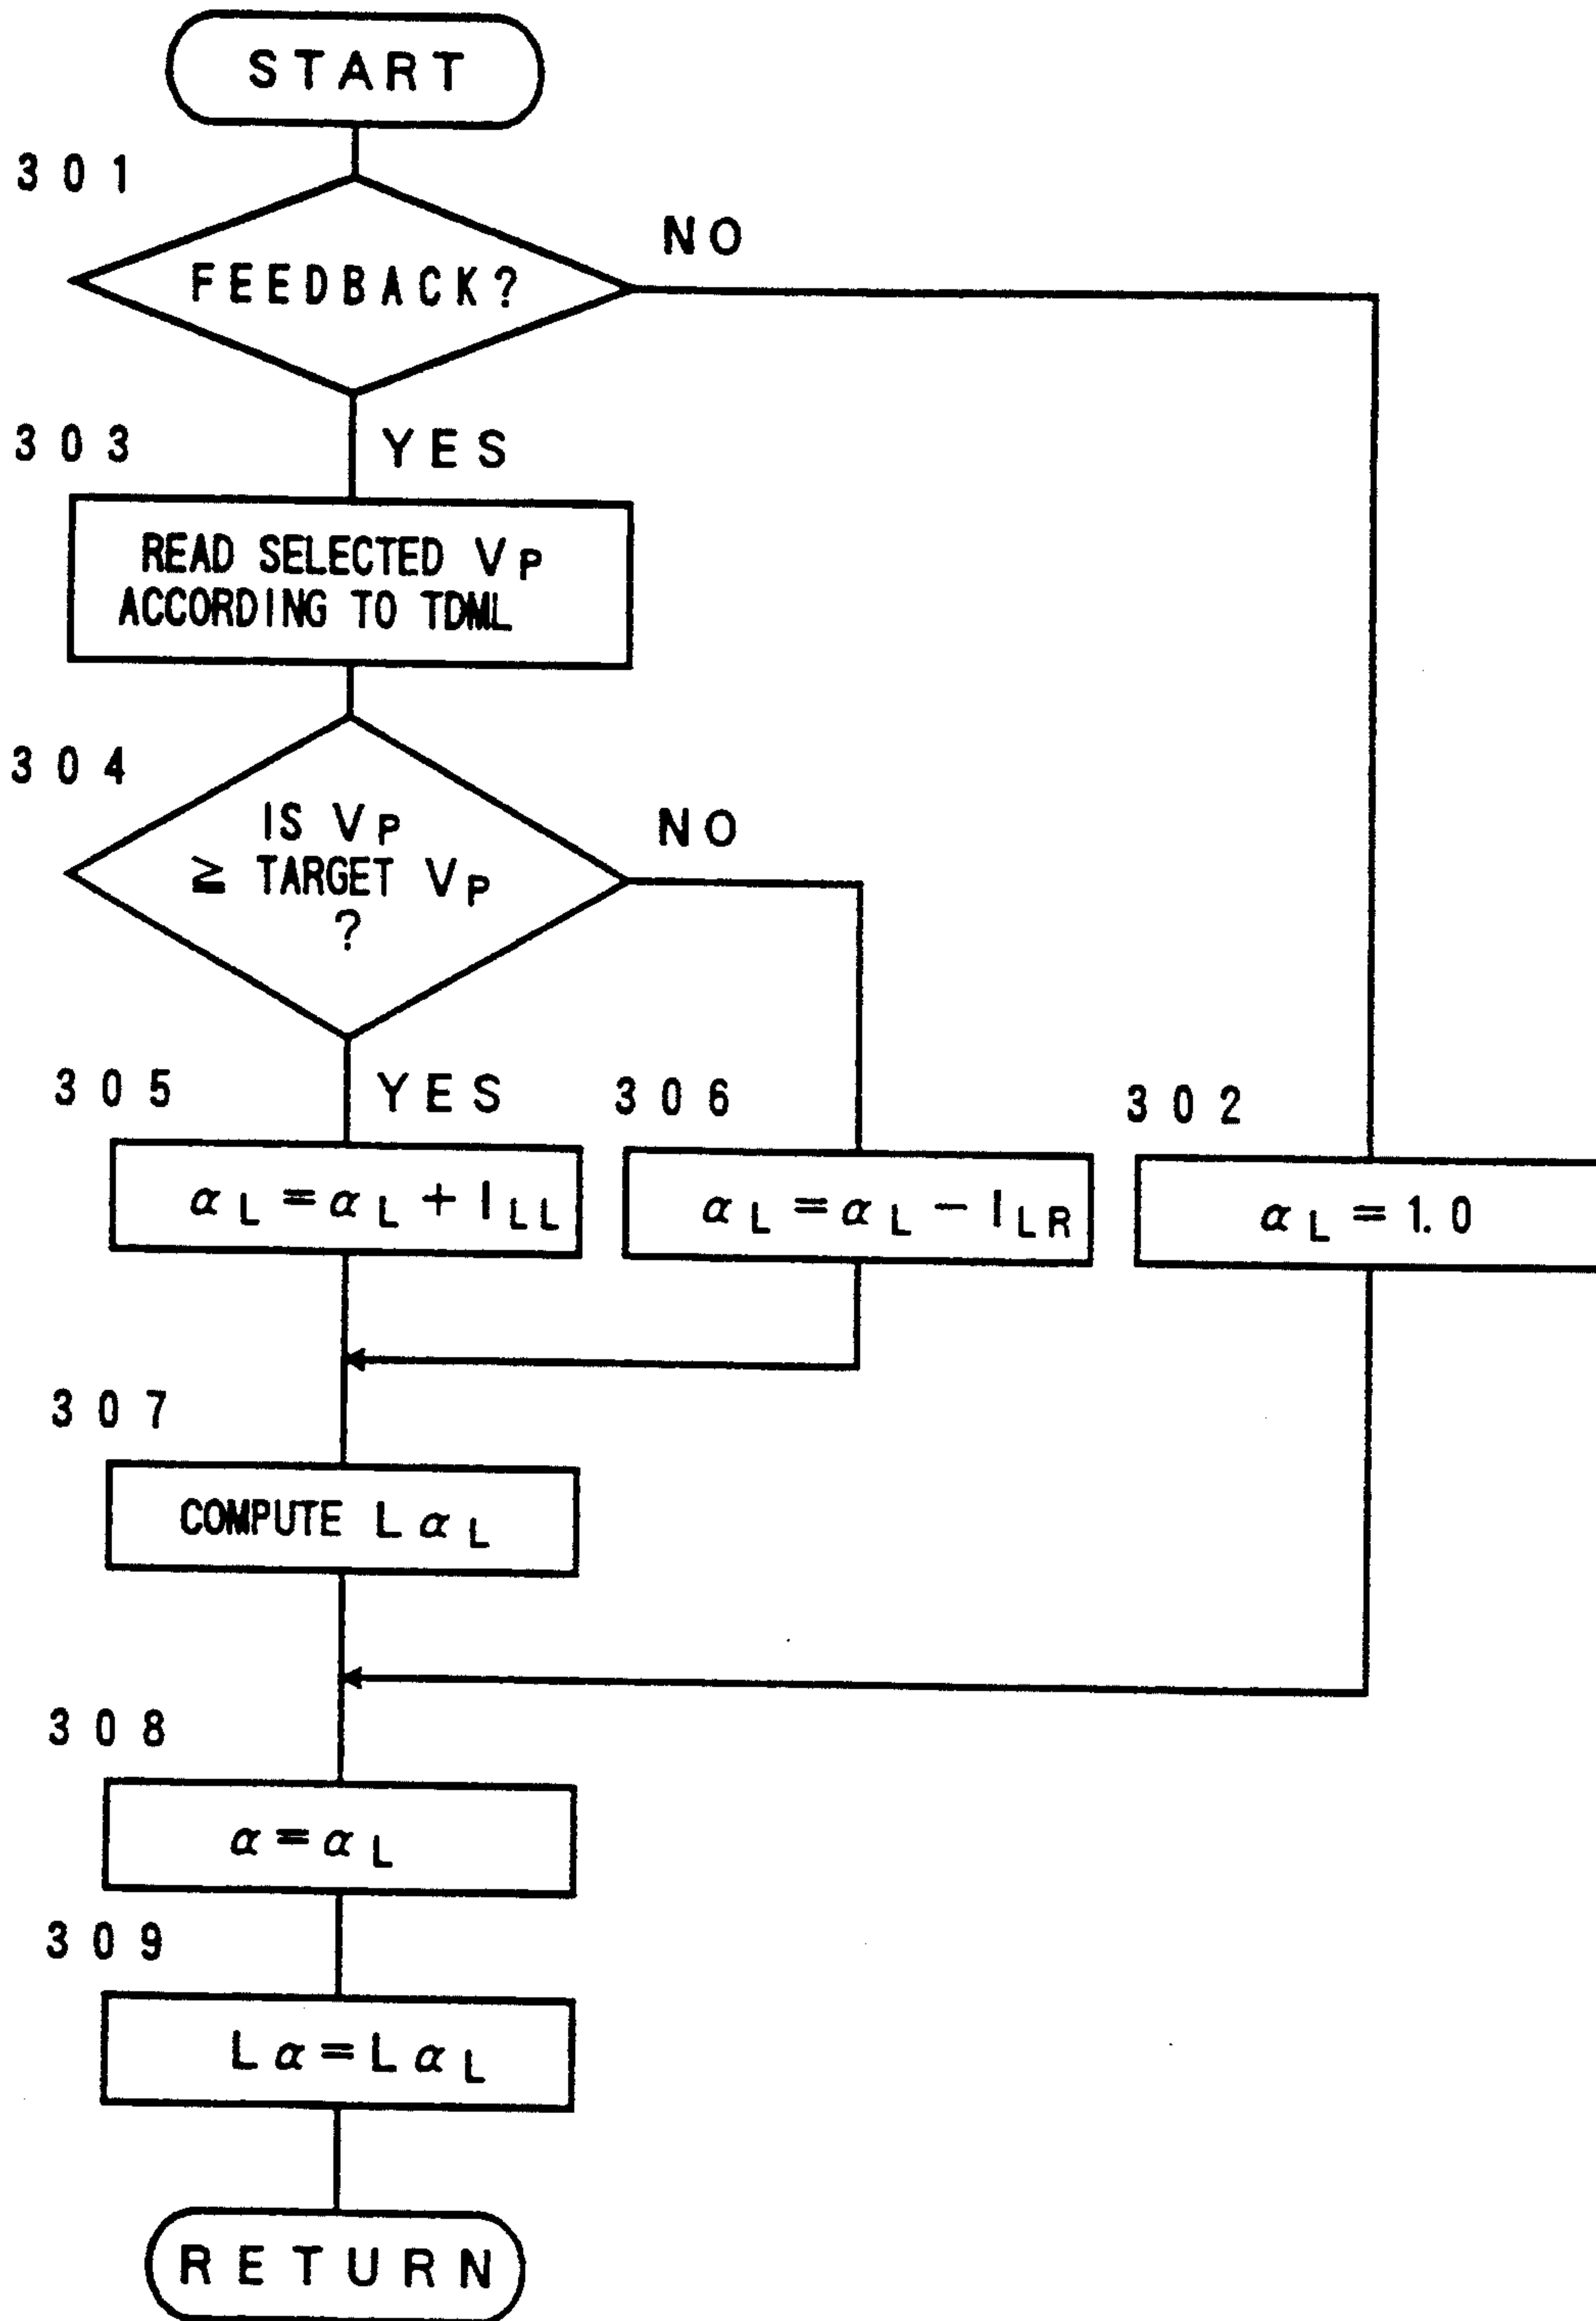 START
301
FEEDBACK?
NO
303
YES
READ SELECTED VP
ACCORDING TO TDML
304
IS VP
≧ TARGET VP
?
NO
305
YES
306
302
αL=αL+ILL
αL=αL−ILR
αL=1.0
307
COMPUTE LαL
308
α=αL
309
Lα=LαL
RETURN